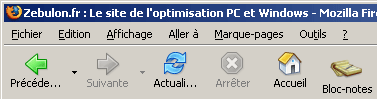 Zebulon.fr : Le site de l'optimisation PC et Windows - Mozilla Fire
Fichier Edition Affichage Aller à Marque-pages Outils ?
Précéde... Suivante Actuali... Arrêter Accueil Bloc-notes